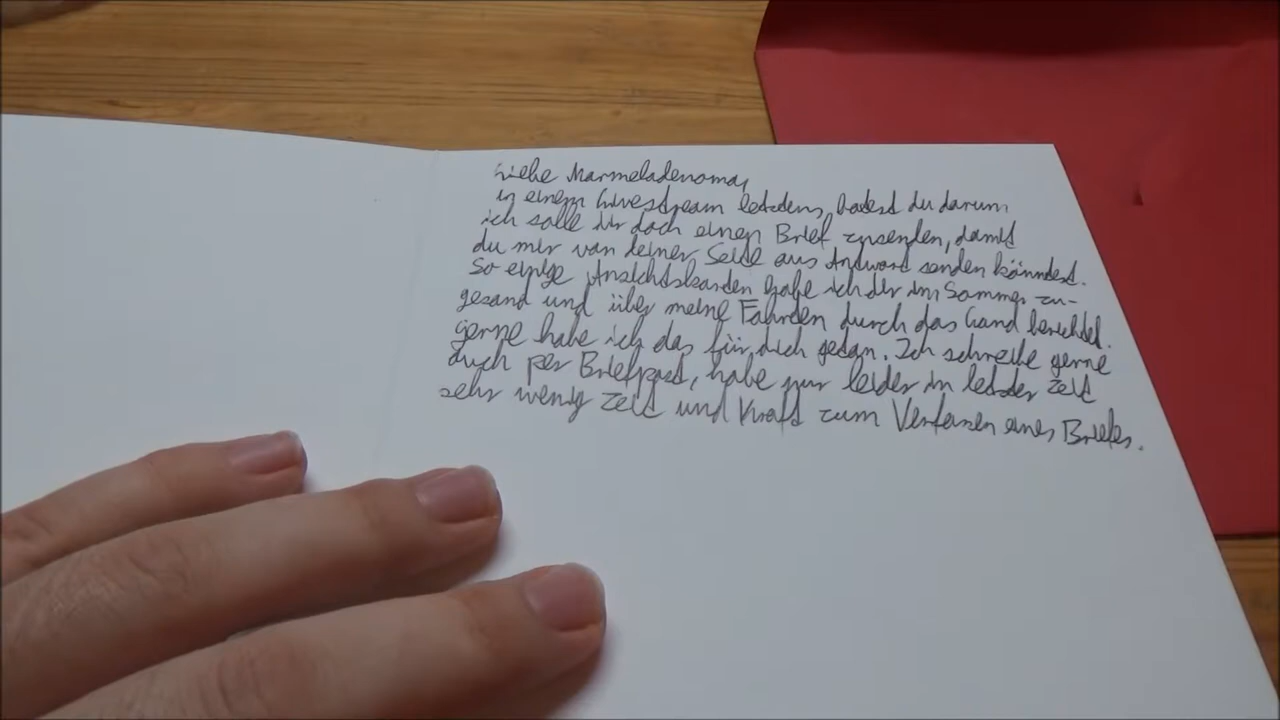 Liebe Marmeladenoma,
in einem Livestream letztens, batest du darum
ich solle dir doch einen Brief zusenden, damit
du mir von deiner Seite aus Antwort senden könntest.
So einige Ansichtskarten habe ich dir im Sommer zu-
gesand und über meine Fahrten durch das Land berichtet.
gerne habe ich das für dich getan. Ich schreibe gerne
auch per Briefpost, habe nur leider in letzter Zeit
sehr wenig Zeit und Kraft zum Verfassen eines Briefes.